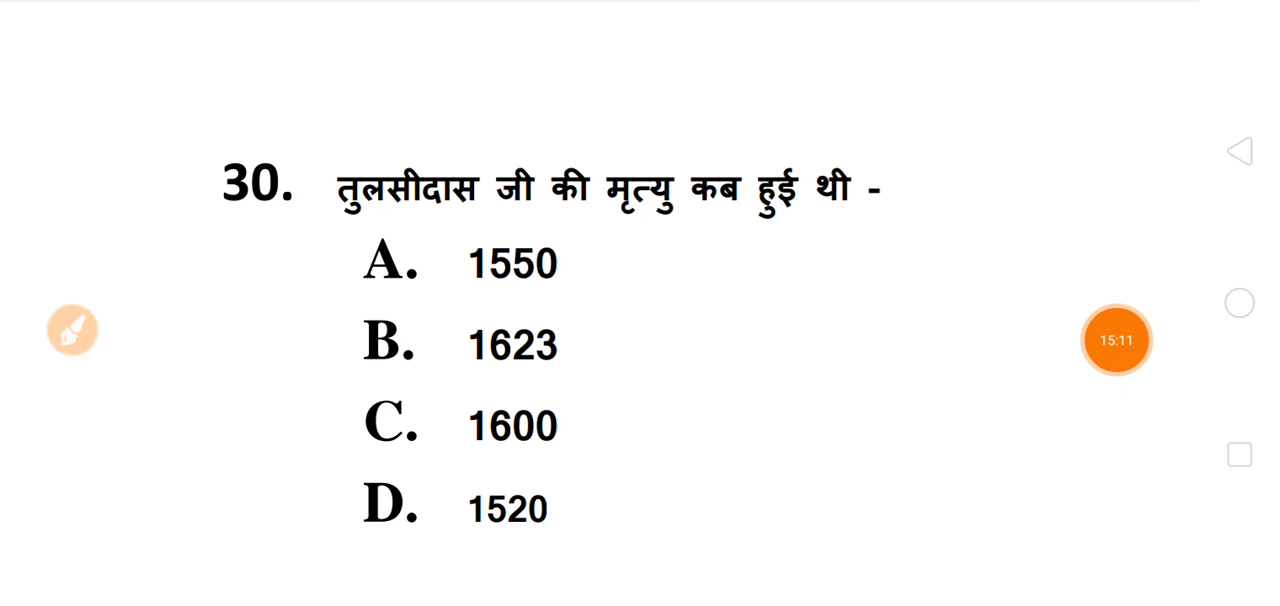 30. तुलसीदास जी की मृत्यु कब हुई थी -
A. 1550
B. 1623
15:11
C. 1600
D. 1520